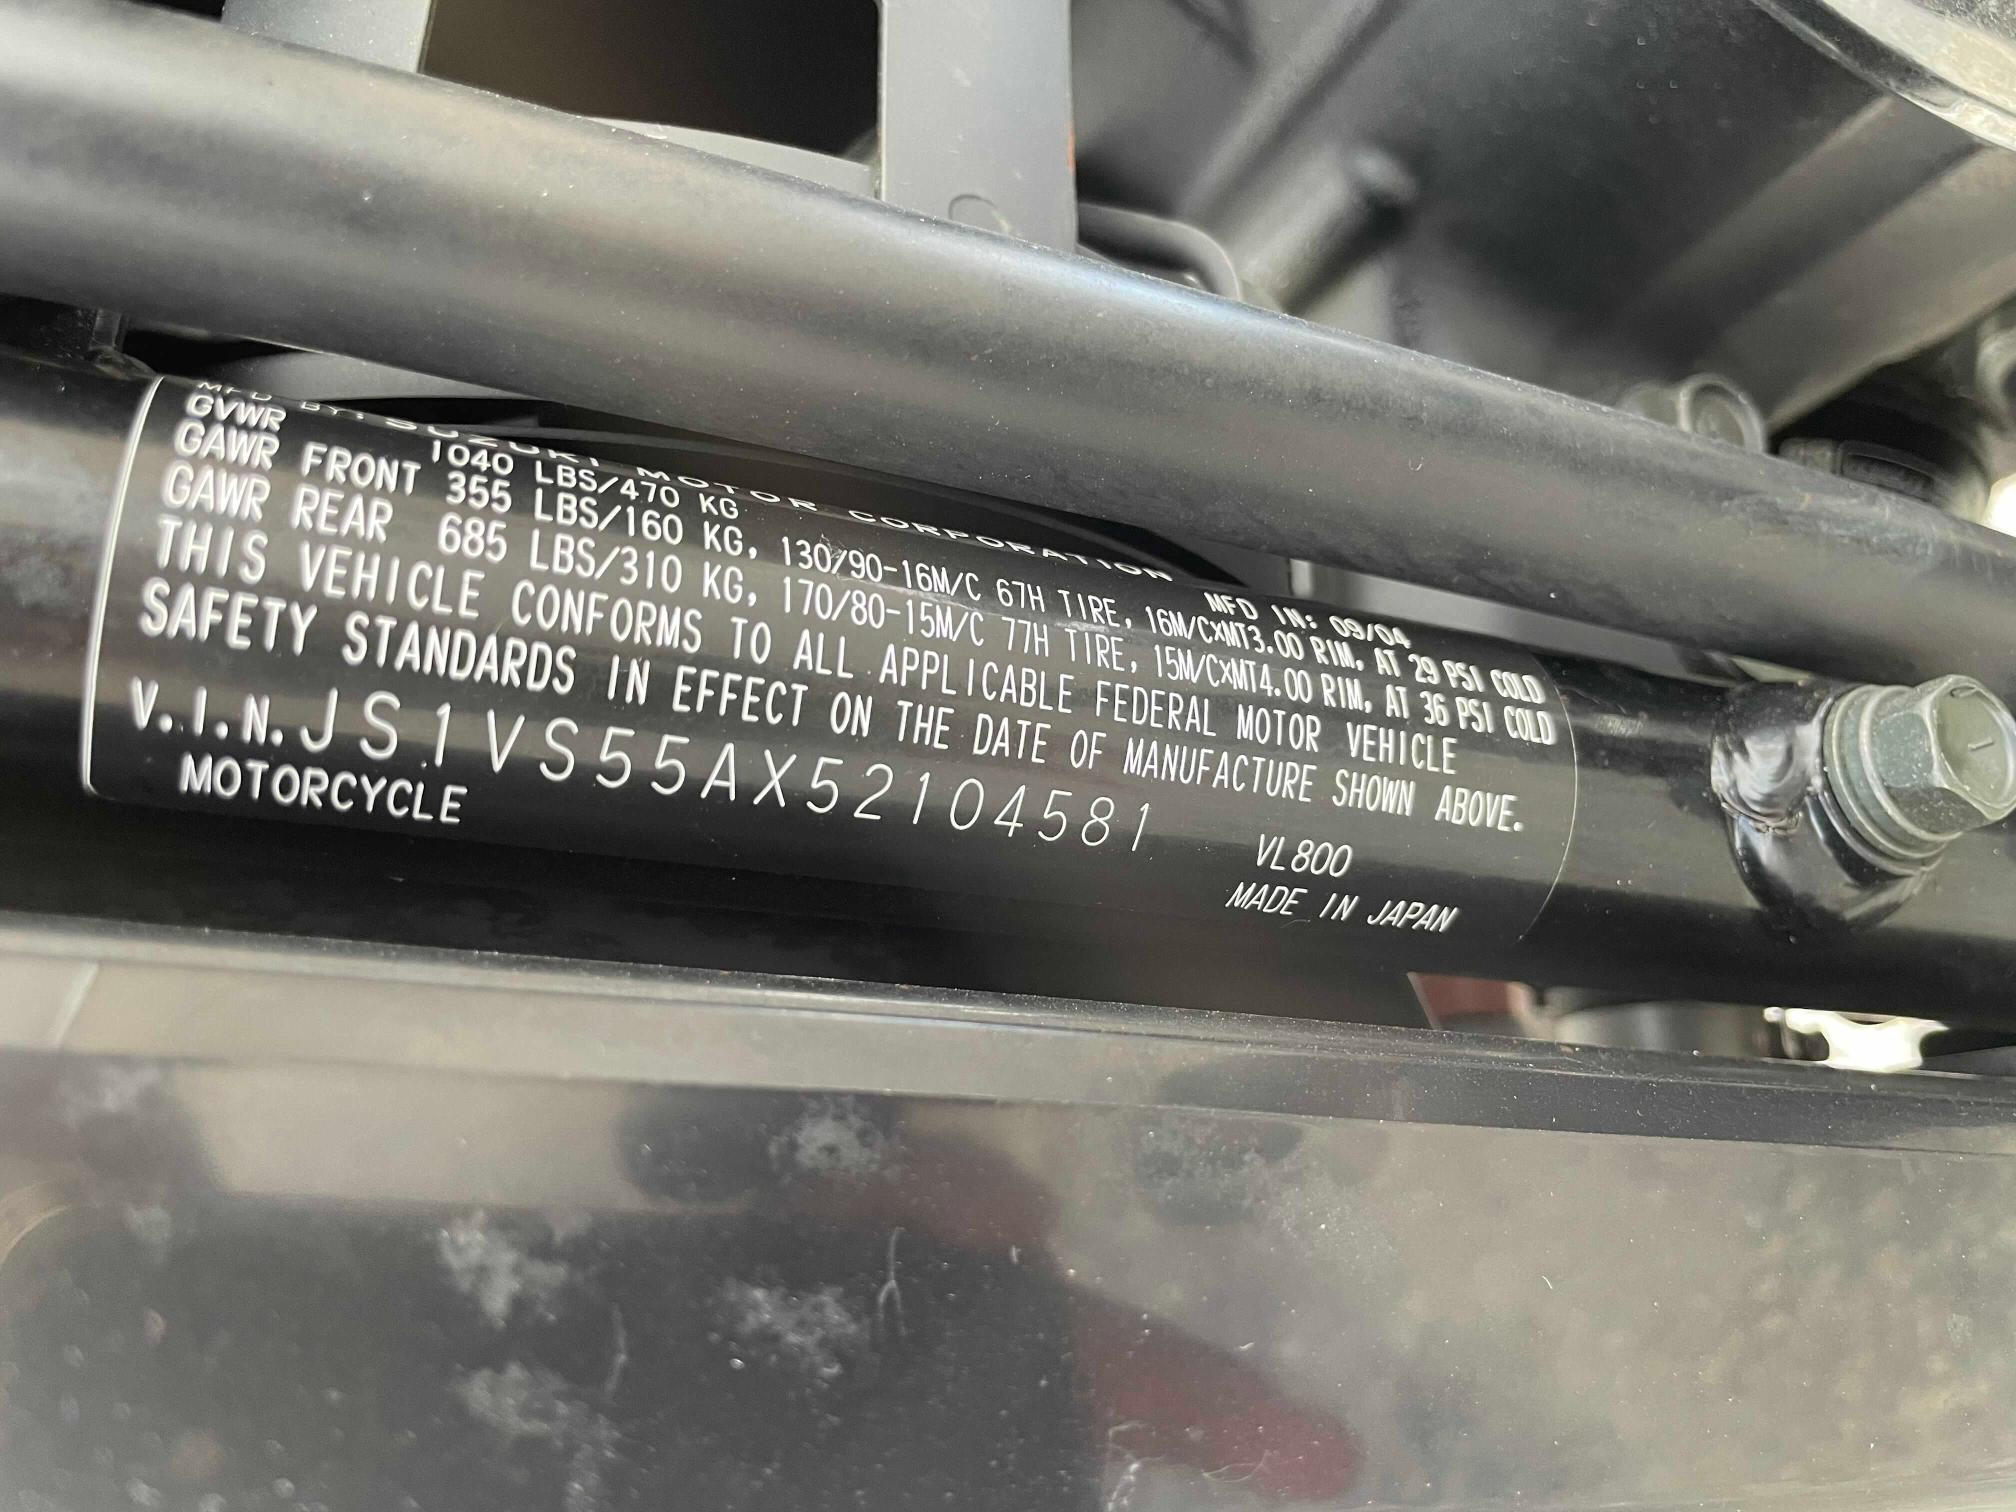 MFD BY: SUZUKI MOTOR CORPORATION MFD IN: 09/04
GVWR 1040 LBS/470 KG
GAWR FRONT 355 LBS/160 KG, 130/90-16M/C 67H TIRE, 16M/CxMT3.00 RIM, AT 29 PSI COLD
GAWR REAR 685 LBS/310 KG, 170/80-15M/C 77H TIRE, 15M/CxMT4.00 RIM, AT 36 PSI COLD
THIS VEHICLE CONFORMS TO ALL APPLICABLE FEDERAL MOTOR VEHICLE
SAFETY STANDARDS IN EFFECT ON THE DATE OF MANUFACTURE SHOWN ABOVE.
V.I.N. JS1VS55AX52104581 VL800
MOTORCYCLE MADE IN JAPAN